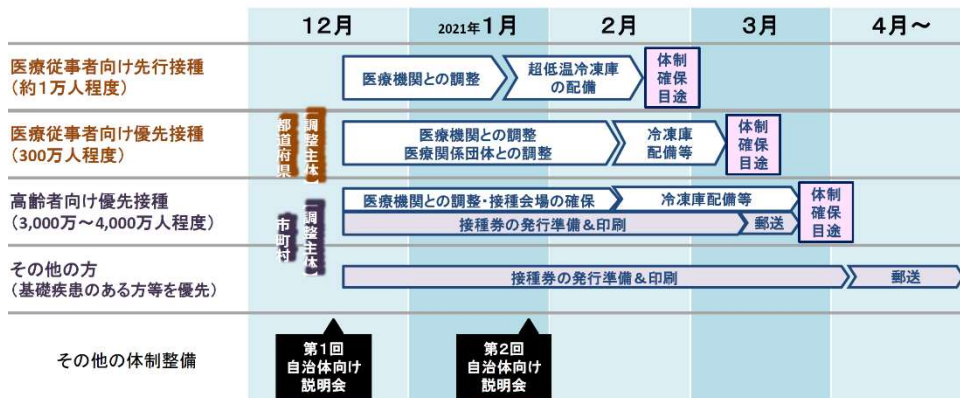 12月
2021年1月
2月
3月
4月～
医療従事者向け先行接種
（約1万人程度）
医療機関との調整
超低温冷凍庫
の配備
体制
確保
目途
医療従事者向け優先接種
（300万人程度）
【調整主体】
都道府県
医療機関との調整
医療関係団体との調整
冷凍庫
配備等
体制
確保
目途
高齢者向け優先接種
（3,000万～4,000万人程度）
【調整主体】
市町村
医療機関との調整・接種会場の確保
冷凍庫配備等
接種券の発行準備＆印刷
郵送
体制
確保
目途
その他の方
（基礎疾患のある方等を優先）
接種券の発行準備＆印刷
郵送
その他の体制整備
第1回
自治体向け
説明会
第2回
自治体向け
説明会